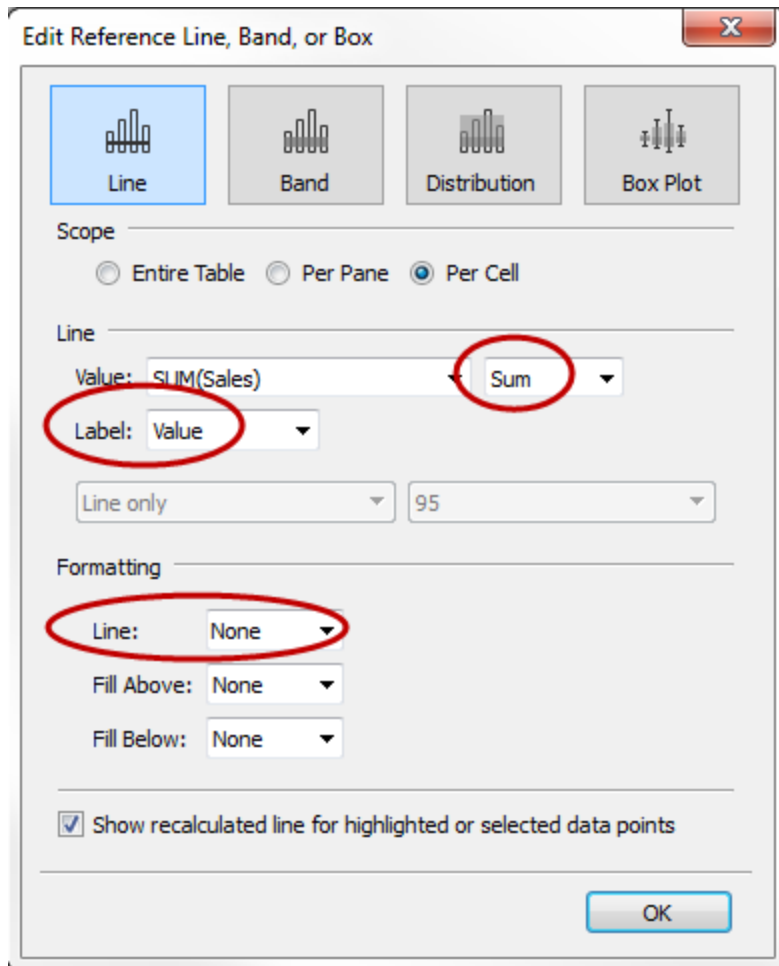 Edit Reference Line, Band, or Box
Line Band Distribution Box Plot
Scope
Entire Table Per Pane Per Cell
Line
Value: SUM(Sales) Sum
Label: Value
Line only 95
Formatting
Line: None
Fill Above: None
Fill Below: None
Show recalculated line for highlighted or selected data points
OK